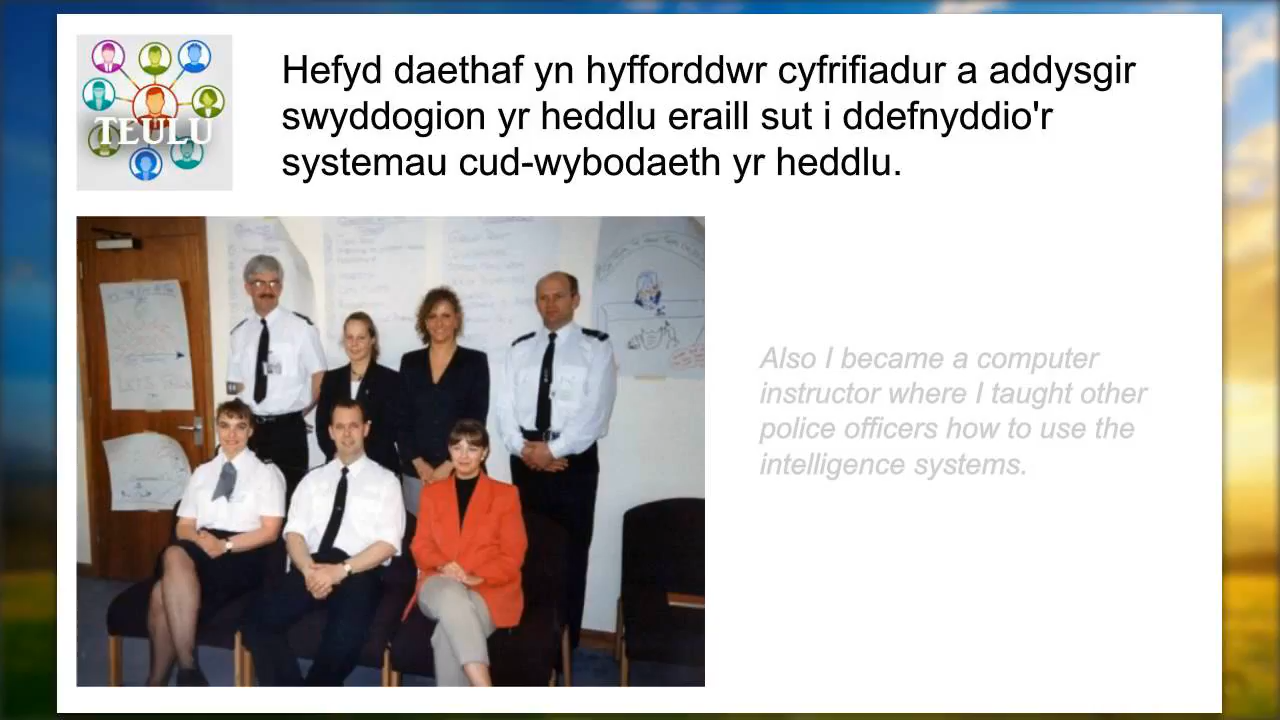 TEULU
Hefyd daethaf yn hyfforddwr cyfrifiadur a addysgir
swyddogion yr heddlu eraill sut i ddefnyddio'r
systemau cud-wybodaeth yr heddlu.
Also I became a computer
instructor where I taught other
police officers how to use the
intelligence systems.